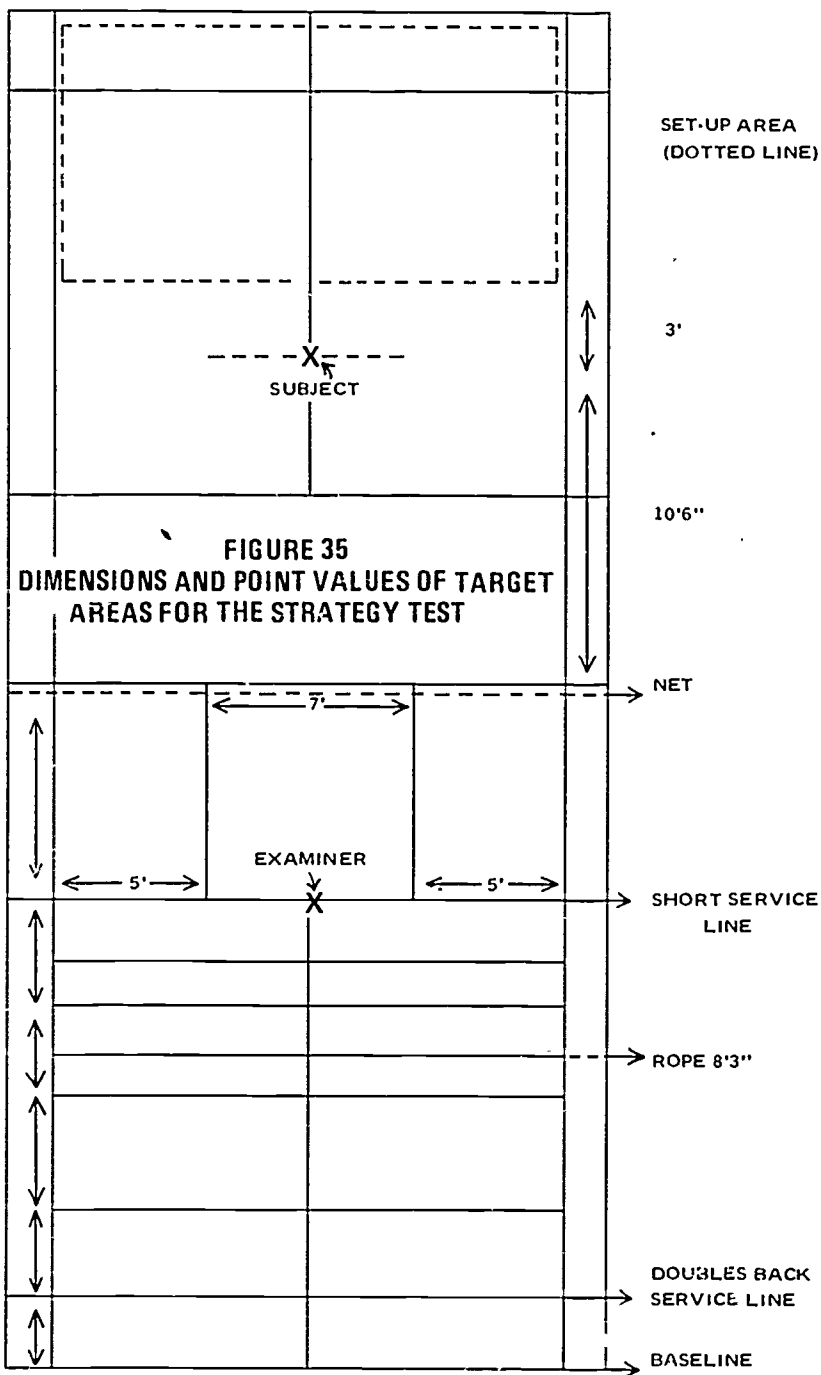 SET-UP AREA
(DOTTED LINE)
3'
X
SUBJECT
10'6"
FIGURE 35
DIMENSIONS AND POINT VALUES OF TARGET
AREAS FOR THE STRATEGY TEST
NET
7'
EXAMINER
5'
5'
X
SHORT SERVICE
LINE
ROPE 8'3"
DOUBLES BACK
SERVICE LINE
BASELINE